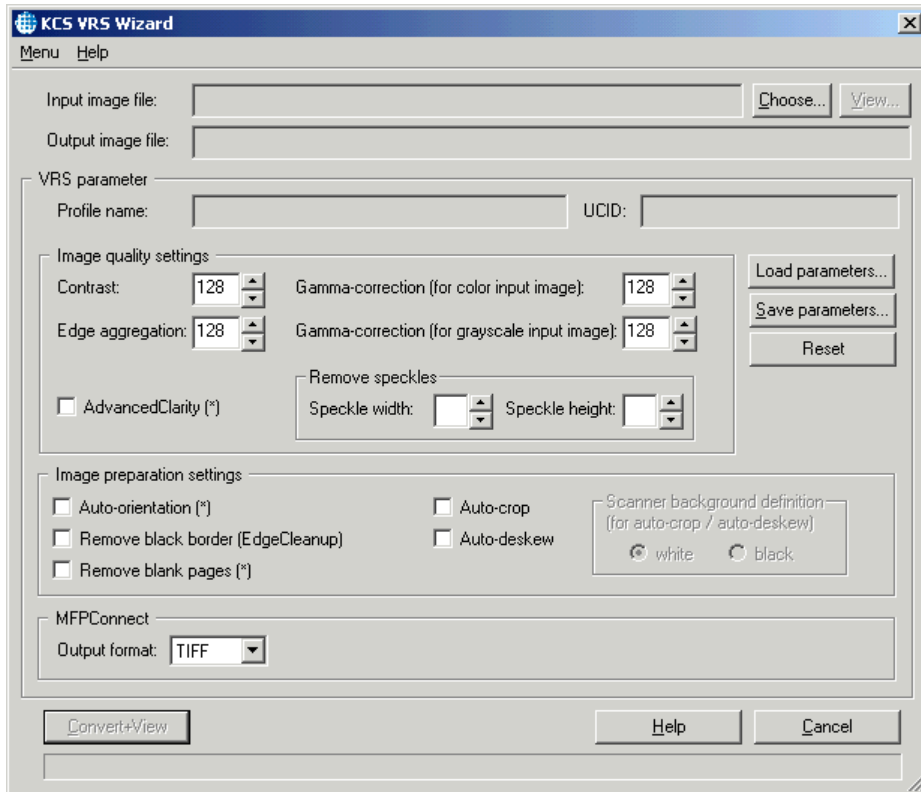 KCS VRS Wizard
Menu Help
Input image file: Choose... View...
Output image file:
VRS parameter
Profile name: UCID:
Image quality settings
Contrast: 128 Gamma-correction (for color input image): 128 Load parameters...
Edge aggregation: 128 Gamma-correction (for grayscale input image): 128 Save parameters...
Reset
Remove speckles
AdvancedClarity (*) Speckle width: Speckle height:
Image preparation settings
Auto-orientation (*) Auto-crop Scanner background definition
(for auto-crop / auto-deskew)
Remove black border (EdgeCleanup) Auto-deskew white black
Remove blank pages (*)
MFPConnect
Output format: TIFF
Convert+View Help Cancel